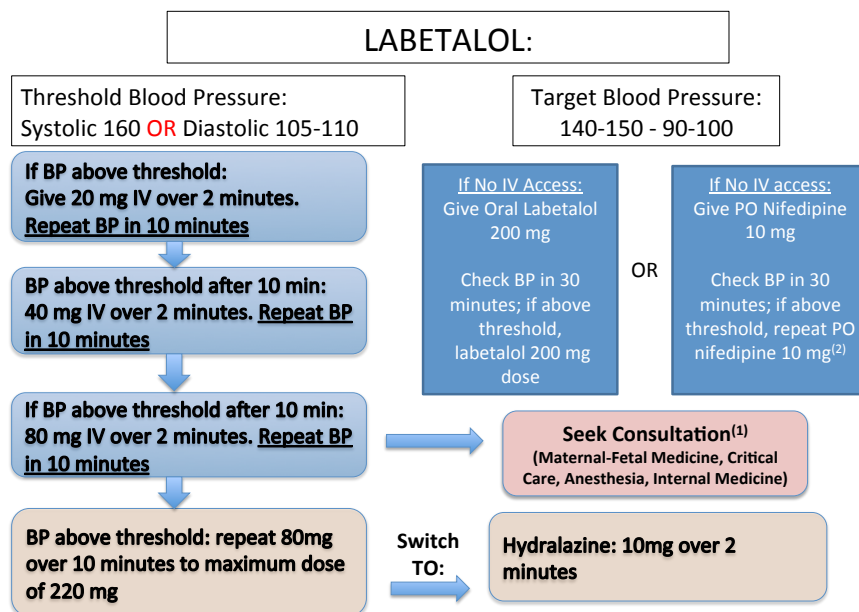 LABETALOL:
Threshold Blood Pressure:
Systolic 160 OR Diastolic 105-110
Target Blood Pressure:
140-150 - 90-100
If BP above threshold:
Give 20 mg IV over 2 minutes.
Repeat BP in 10 minutes
BP above threshold after 10 min:
40 mg IV over 2 minutes. Repeat BP
in 10 minutes
If BP above threshold after 10 min:
80 mg IV over 2 minutes. Repeat BP
in 10 minutes
BP above threshold: repeat 80mg
over 10 minutes to maximum dose
of 220 mg
If No IV Access:
Give Oral Labetalol
200 mg
Check BP in 30
minutes; if above
threshold,
labetalol 200 mg
dose
OR
If No IV access:
Give PO Nifedipine
10 mg
Check BP in 30
minutes; if above
threshold, repeat PO
nifedipine 10 mg(2)
Seek Consultation(1)
(Maternal-Fetal Medicine, Critical
Care, Anesthesia, Internal Medicine)
Switch
TO:
Hydralazine: 10mg over 2
minutes